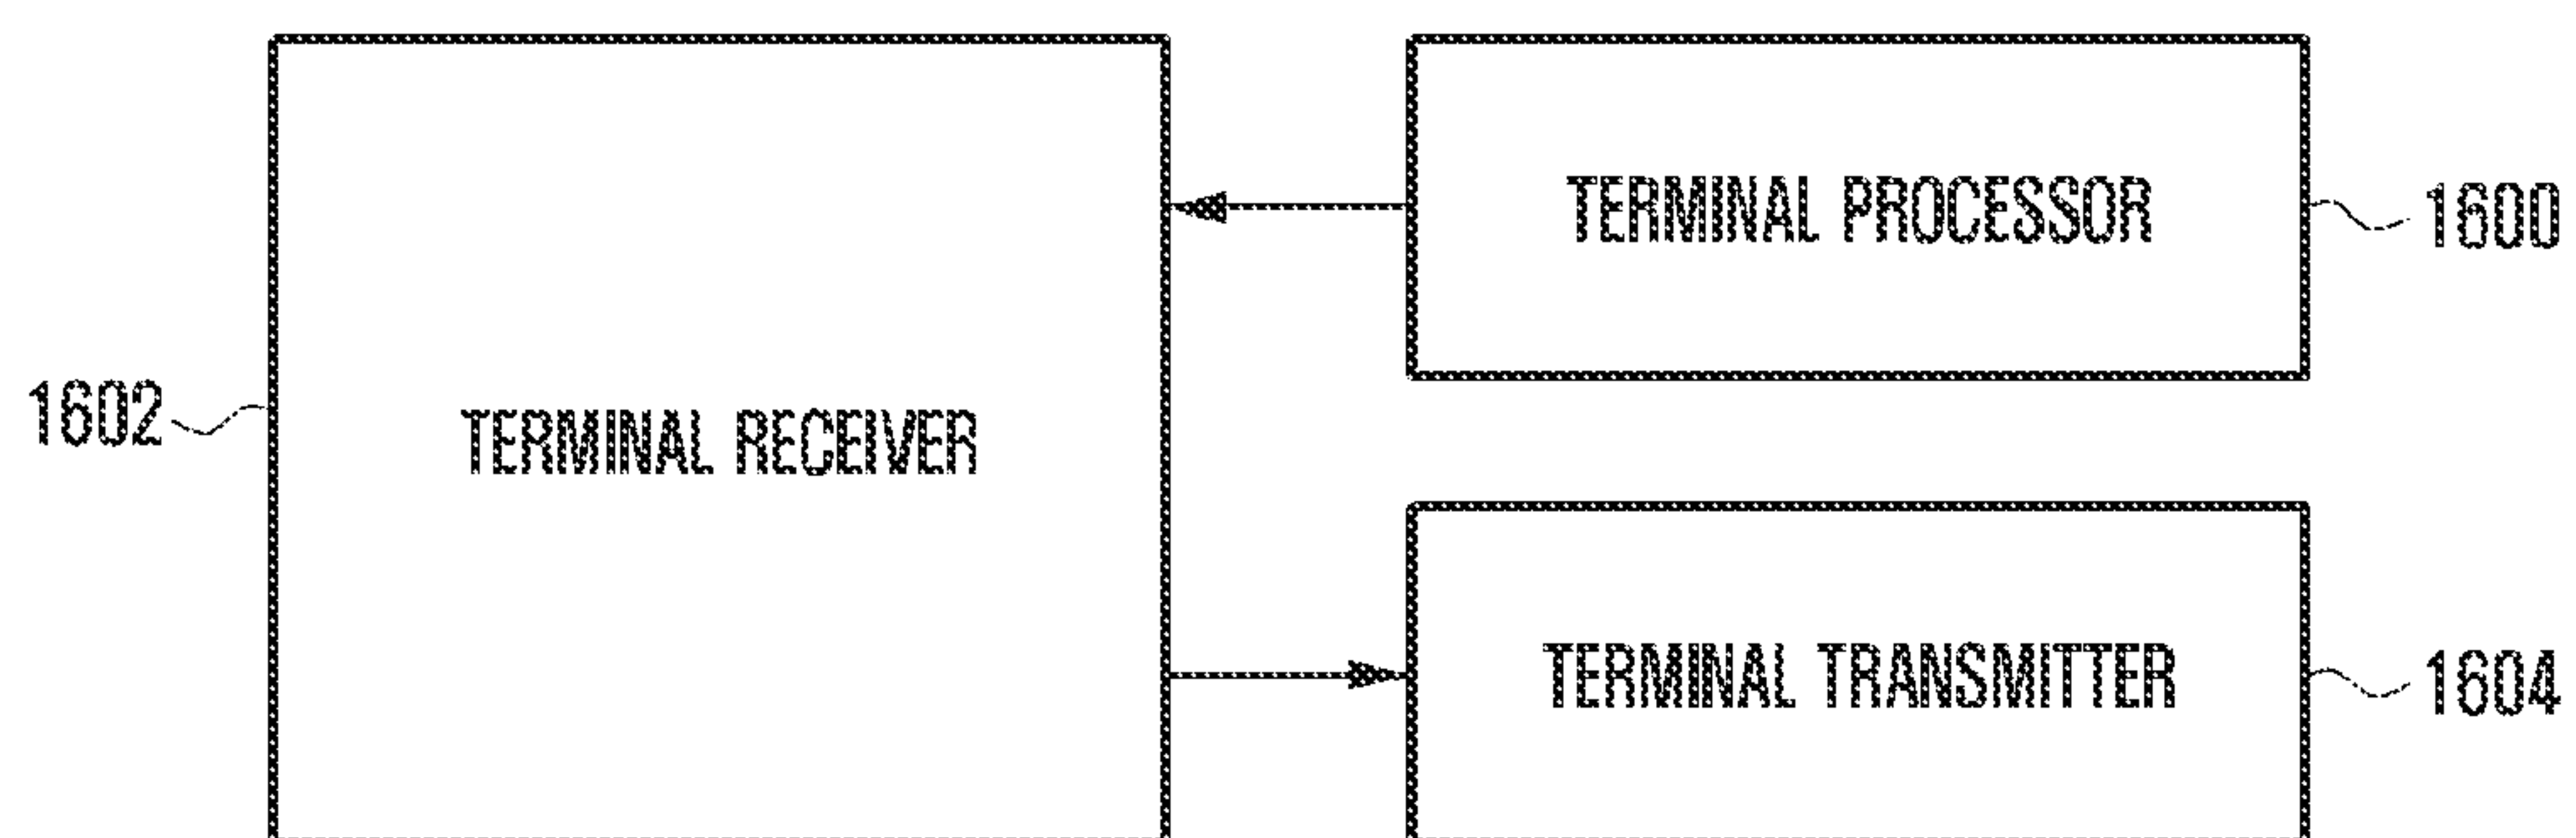 TERMINAL PROCESSOR
1600
1602
TERMINAL RECEIVER
TERMINAL TRANSMITTER
1604